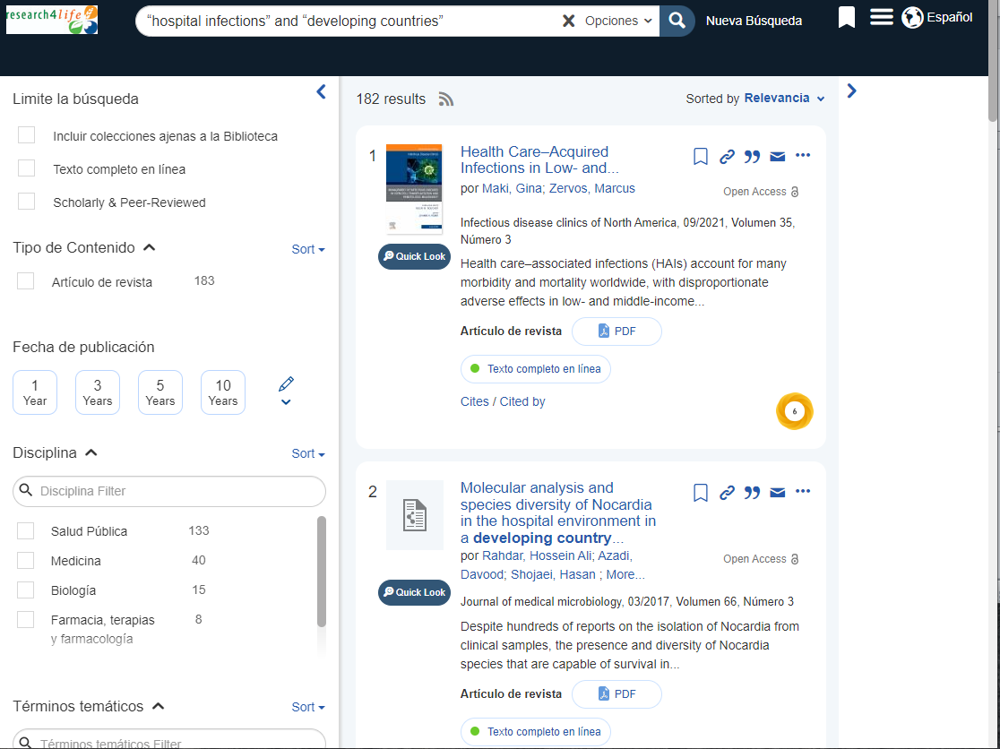 research4life
“hospital infections” and “developing countries”
Opciones
Nueva Búsqueda
Español
Limite la búsqueda
Incluir colecciones ajenas a la Biblioteca
Texto completo en línea
Scholarly & Peer-Reviewed
Tipo de Contenido
Sort
Artículo de revista 183
Fecha de publicación
1 Year
3 Years
5 Years
10 Years
Disciplina
Sort
Disciplina Filter
Salud Pública 133
Medicina 40
Biología 15
Farmacia, terapias 8
y farmacología
Términos temáticos
Sort
Términos temáticos Filter
182 results
Sorted by Relevancia
1
Health Care–Acquired
Infections in Low- and...
por Maki, Gina; Zervos, Marcus
Open Access
Infectious disease clinics of North America, 09/2021, Volumen 35,
Número 3
Quick Look
Health care–associated infections (HAIs) account for many
morbidity and mortality worldwide, with disproportionate
adverse effects in low- and middle-income...
Artículo de revista
PDF
Texto completo en línea
Cites / Cited by
6
2
Molecular analysis and
species diversity of Nocardia
in the hospital environment in
a developing country...
por Rahdar, Hossein Ali; Azadi,
Davood; Shojaei, Hasan ; More...
Open Access
Quick Look
Journal of medical microbiology, 03/2017, Volumen 66, Número 3
Despite hundreds of reports on the isolation of Nocardia from
clinical samples, the presence and diversity of Nocardia
species that are capable of survival in...
Artículo de revista
PDF
Texto completo en línea